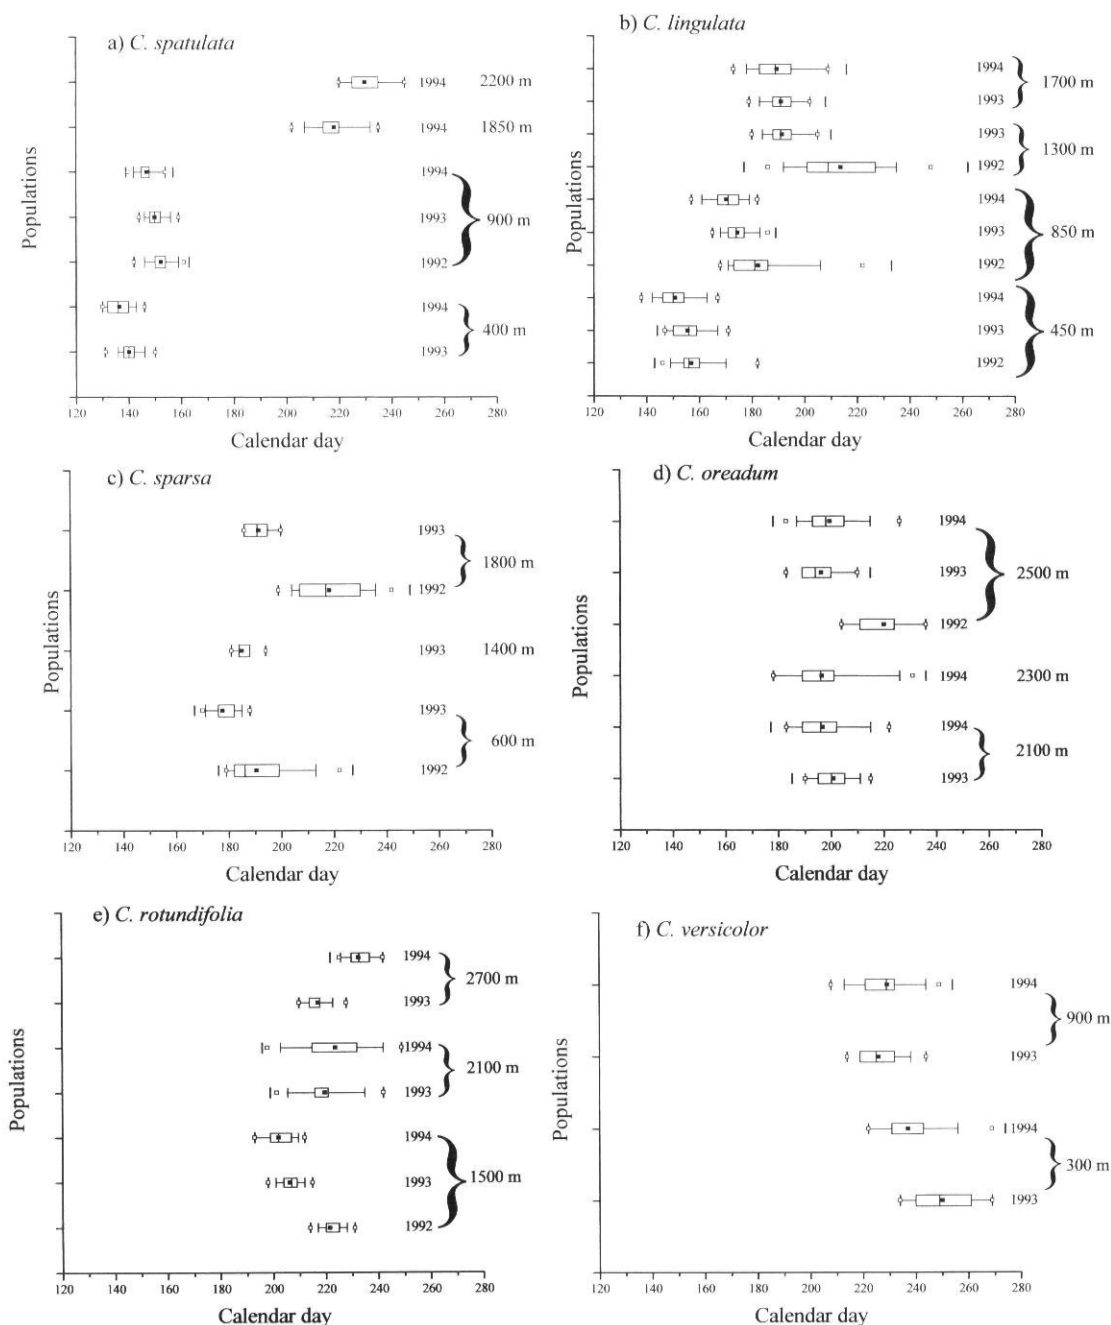 a) C. spatulata
1994 2200 m
1994 1850 m
1994
1993 900 m
1992
1994
400 m
1993
Populations
120 140 160 180 200 220 240 260 280
Calendar day
b) C. lingulata
1994
1700 m
1993
1993
1300 m
1992
1994
1993 850 m
1992
1994
1993 450 m
1992
Populations
120 140 160 180 200 220 240 260 280
Calendar day
c) C. sparsa
1993
1800 m
1992
1993 1400 m
1993
600 m
1992
Populations
120 140 160 180 200 220 240 260 280
Calendar day
d) C. oreadum
1994
1993 2500 m
1992
1994 2300 m
1994
2100 m
1993
Populations
120 140 160 180 200 220 240 260 280
Calendar day
e) C. rotundifolia
1994
2700 m
1993
1994
2100 m
1993
1994
1993 1500 m
1992
Populations
120 140 160 180 200 220 240 260 280
Calendar day
f) C. versicolor
1994
900 m
1993
1994
300 m
1993
Populations
120 140 160 180 200 220 240 260 280
Calendar day